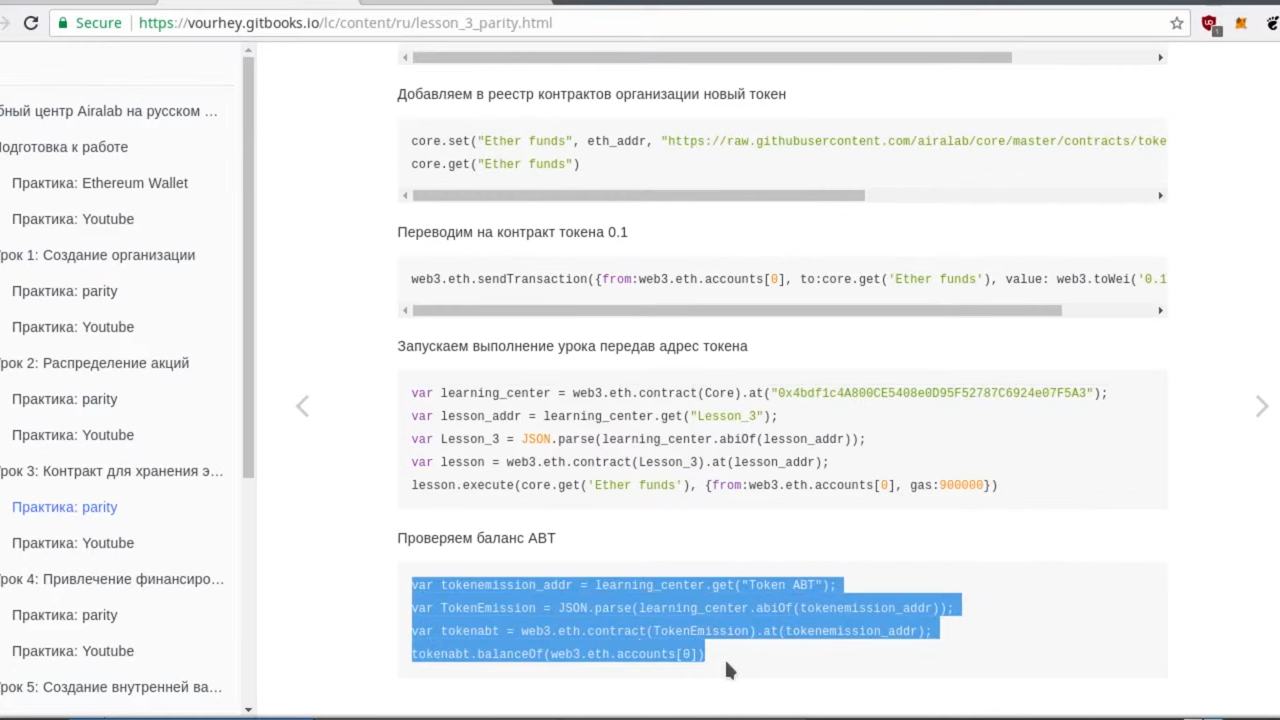 Secure https://vourhey.gitbooks.io/lc/content/ru/lesson_3_parity.html
1
бный центр Airalab на русском …
Іодготовка к работе
Практика: Ethereum Wallet
Практика: Youtube
рок 1: Создание организации
Практика: parity
Практика: Youtube
рок 2: Распределение акций
Практика: parity
Практика: Youtube
рок 3: Контракт для хранения э…
Практика: parity
Практика: Youtube
рок 4: Привлечение финансиро…
Практика: parity
Практика: Youtube
рок 5: Создание внутренней ва…
Добавляем в реестр контрактов организации новый токен
core.set("Ether funds", eth_addr, "https://raw.githubusercontent.com/airalab/core/master/contracts/toke
core.get("Ether funds")
Переводим на контракт токена 0.1
web3.eth.sendTransaction({from:web3.eth.accounts[0], to:core.get('Ether funds'), value: web3.toWei('0.1
Запускаем выполнение урока передав адрес токена
var learning_center = web3.eth.contract(Core).at("0x4bdf1c4A800CE5408e0D95F52787C6924e07F5A3");
var lesson_addr = learning_center.get("Lesson_3");
var Lesson_3 = JSON.parse(learning_center.abiOf(lesson_addr));
var lesson = web3.eth.contract(Lesson_3).at(lesson_addr);
lesson.execute(core.get('Ether funds'), {from:web3.eth.accounts[0], gas:900000})
Проверяем баланс ABT
var tokenemission_addr = learning_center.get("Token ABT");
var TokenEmission = JSON.parse(learning_center.abiOf(tokenemission_addr));
var tokenabt = web3.eth.contract(TokenEmission).at(tokenemission_addr);
tokenabt.balanceOf(web3.eth.accounts[0])